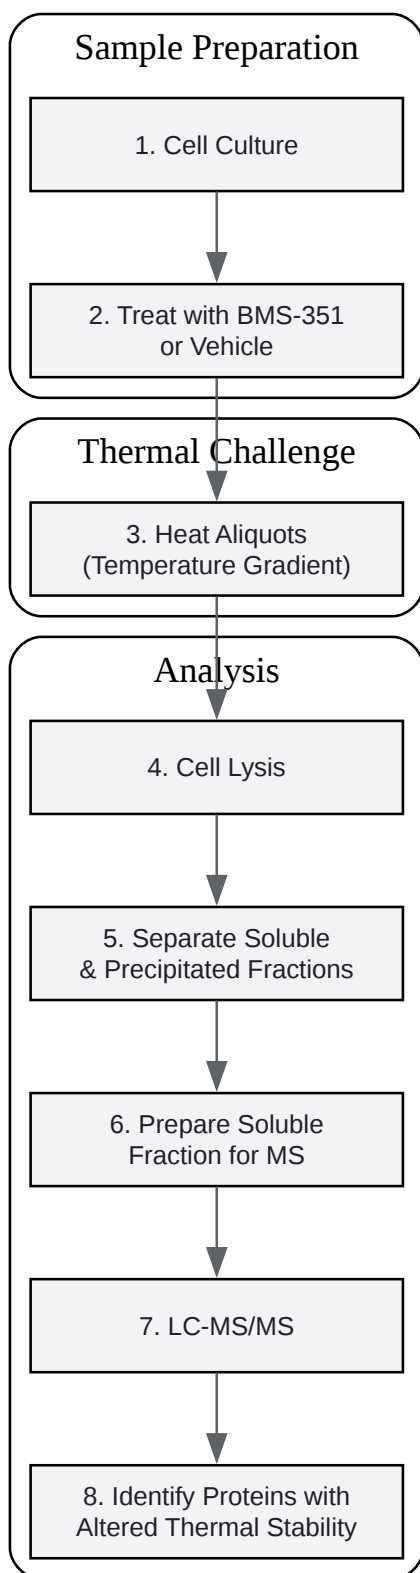 Sample Preparation
1. Cell Culture
2. Treat with BMS-351
or Vehicle
Thermal Challenge
3. Heat Aliquots
(Temperature Gradient)
Analysis
4. Cell Lysis
5. Separate Soluble
& Precipitated Fractions
6. Prepare Soluble
Fraction for MS
7. LC-MS/MS
8. Identify Proteins with
Altered Thermal Stability